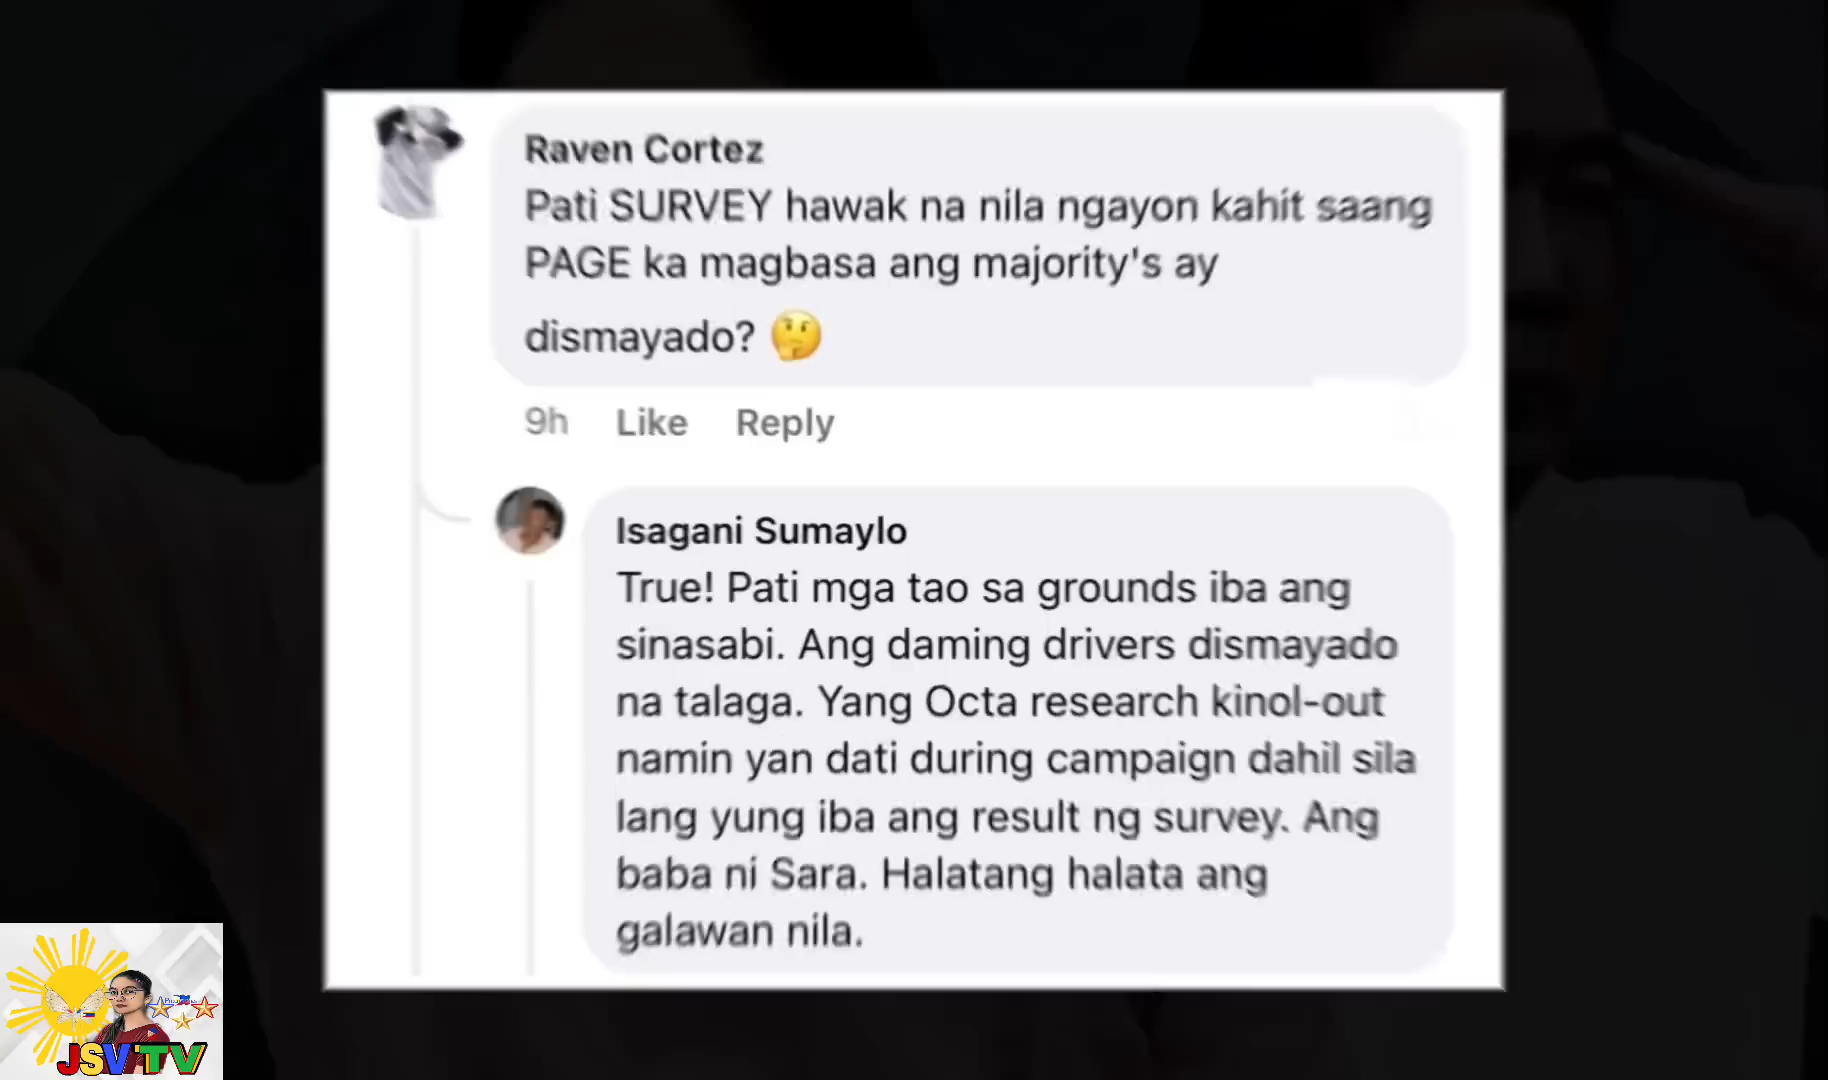 Raven Cortez
Pati SURVEY hawak na nila ngayon kahit saang
PAGE ka magbasa ang majority's ay
dismayado? 🤔
9h Like Reply
Isagani Sumaylo
True! Pati mga tao sa grounds iba ang
sinasabi. Ang daming drivers dismayado
na talaga. Yang Octa research kinol-out
namin yan dati during campaign dahil sila
lang yung iba ang result ng survey. Ang
baba ni Sara. Halatang halata ang
galawan nila.
JSV TV